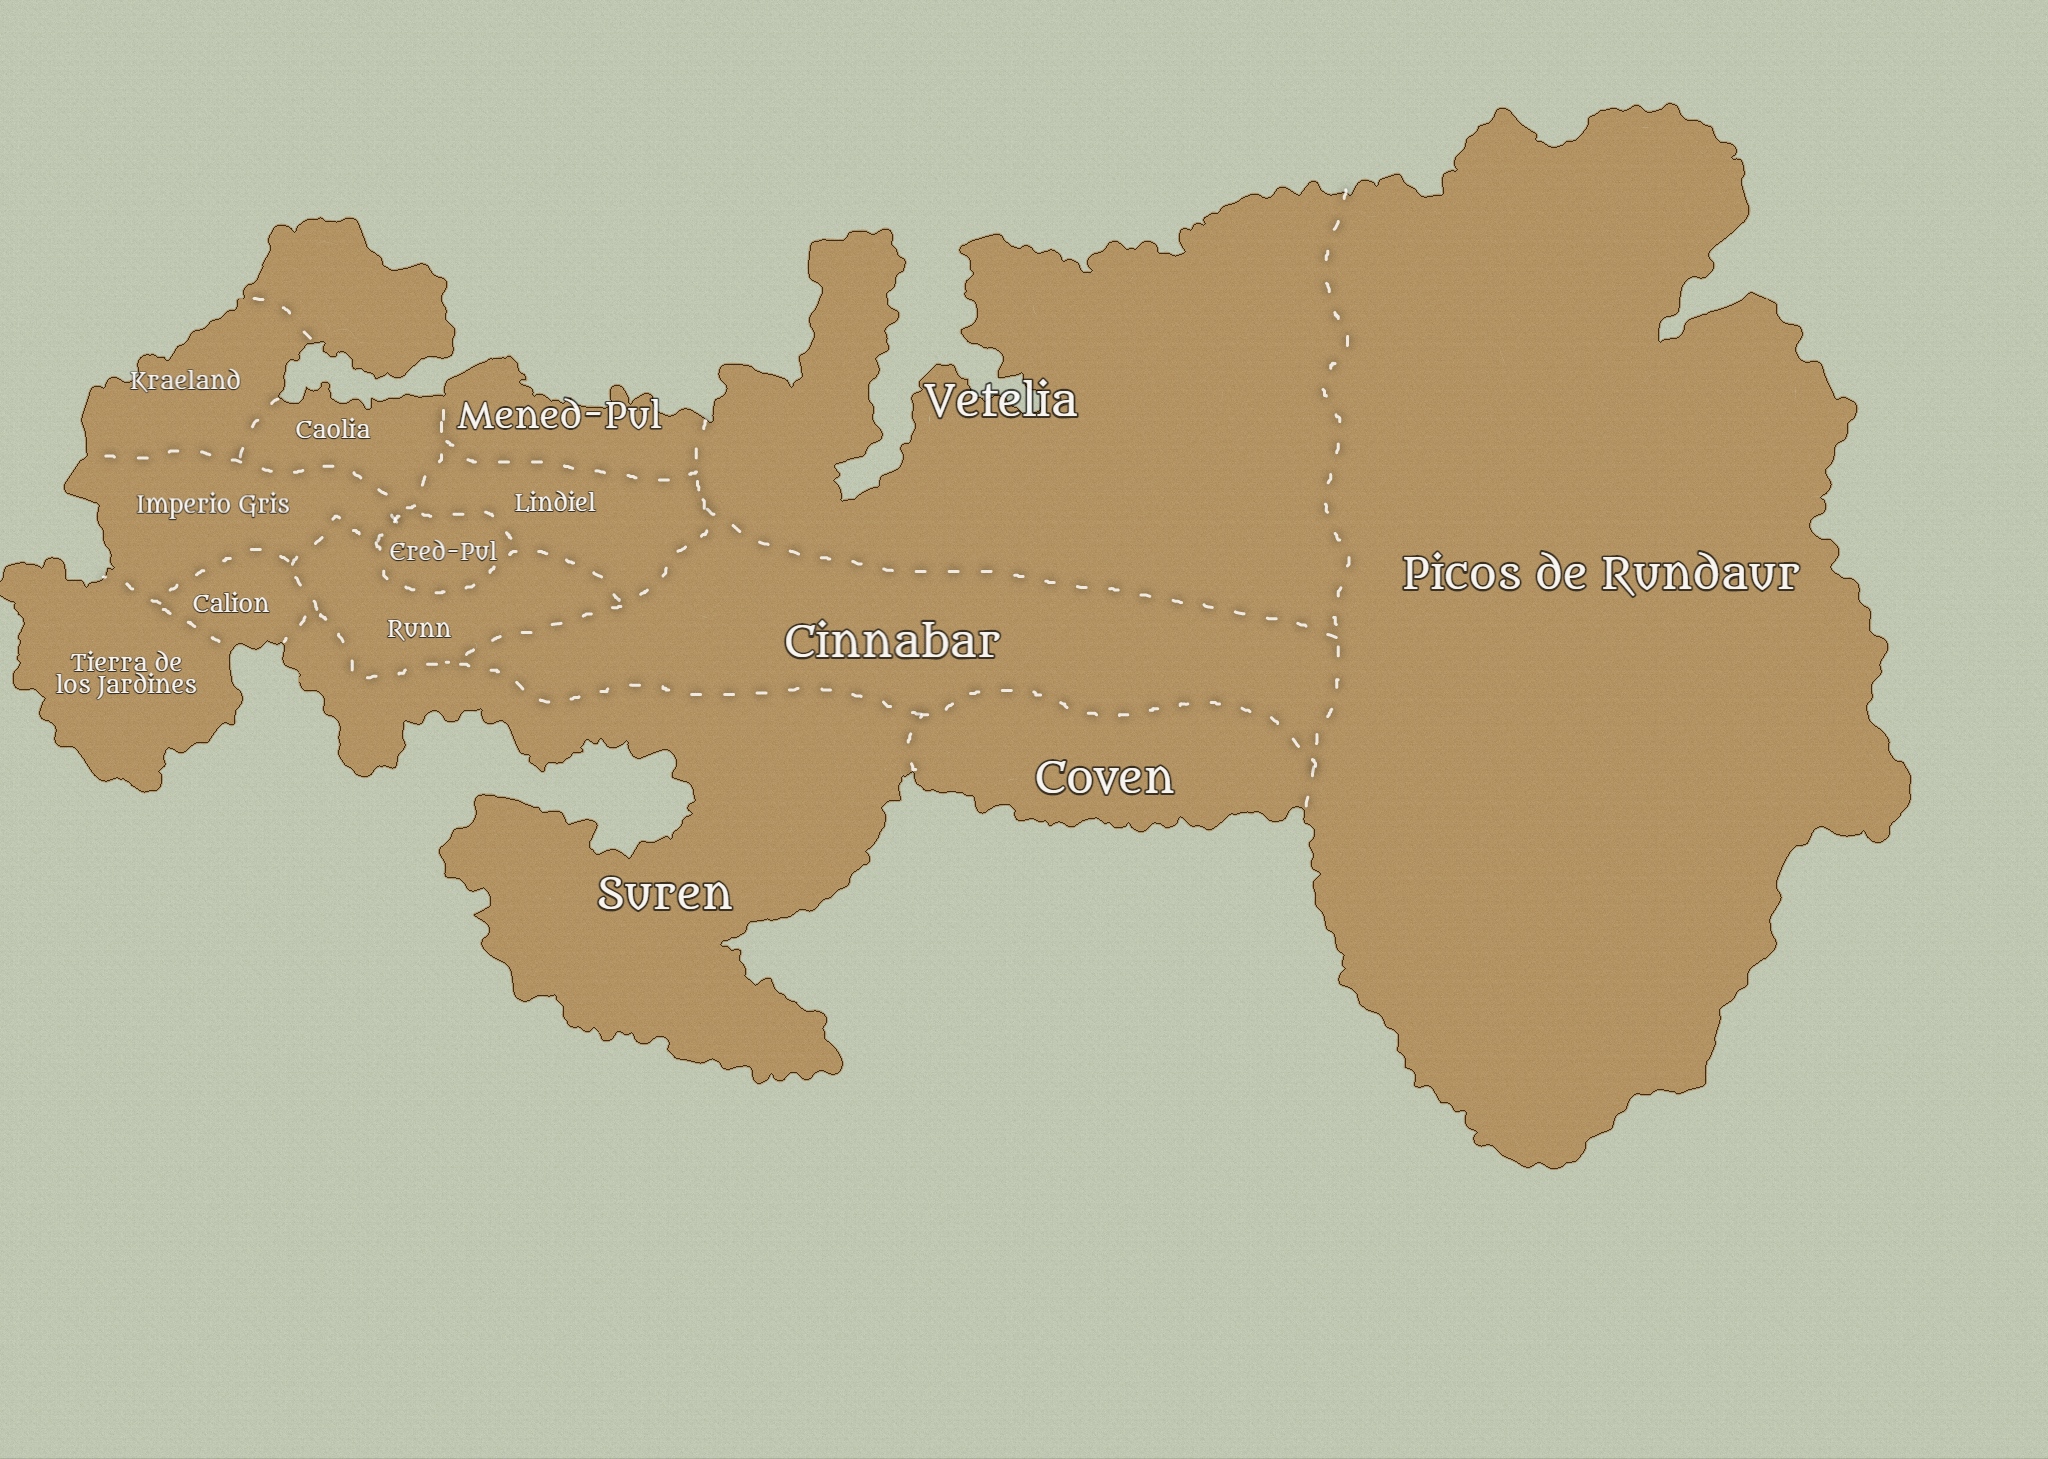 Kraeland
Caolia
Mened-Pul
Vetelia
Imperio Gris
Lindiel
Ered-Pul
Picos de Rundaur
Calion
Runn
Cinnabar
Tierra de
los Jardines
Coven
Suren